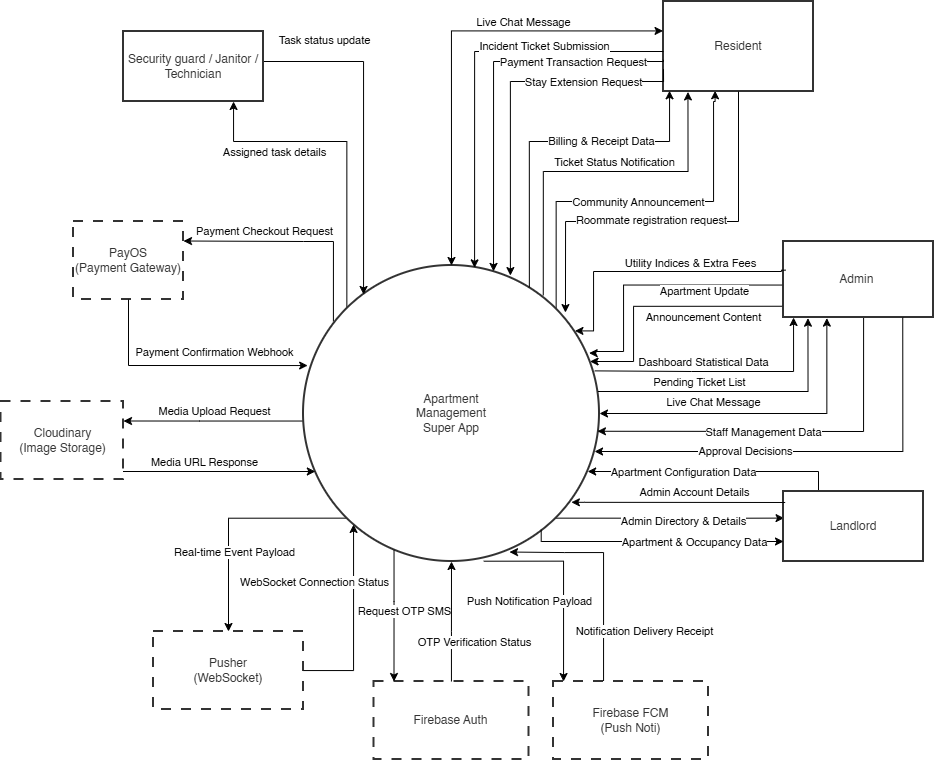 Live Chat Message
Resident
Task status update
Incident Ticket Submission
Security guard / Janitor /
Technician
Payment Transaction Request
Stay Extension Request
Billing & Receipt Data
Assigned task details
Ticket Status Notification
Community Announcement
Roommate registration request
Payment Checkout Request
PayOS
(Payment Gateway)
Utility Indices & Extra Fees
Admin
Apartment Update
Announcement Content
Payment Confirmation Webhook
Dashboard Statistical Data
Pending Ticket List
Live Chat Message
Apartment
Management
Super App
Media Upload Request
Cloudinary
(Image Storage)
Staff Management Data
Approval Decisions
Media URL Response
Apartment Configuration Data
Admin Account Details
Landlord
Admin Directory & Details
Apartment & Occupancy Data
Real-time Event Payload
WebSocket Connection Status
Request OTP SMS
Push Notification Payload
Notification Delivery Receipt
OTP Verification Status
Pusher
(WebSocket)
Firebase Auth
Firebase FCM
(Push Noti)